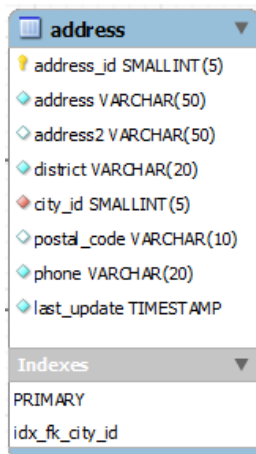 address
address_id SMALLINT(5)
address VARCHAR(50)
address2 VARCHAR(50)
district VARCHAR(20)
city_id SMALLINT(5)
postal_code VARCHAR(10)
phone VARCHAR(20)
last_update TIMESTAMP
Indexes
PRIMARY
idx_fk_city_id